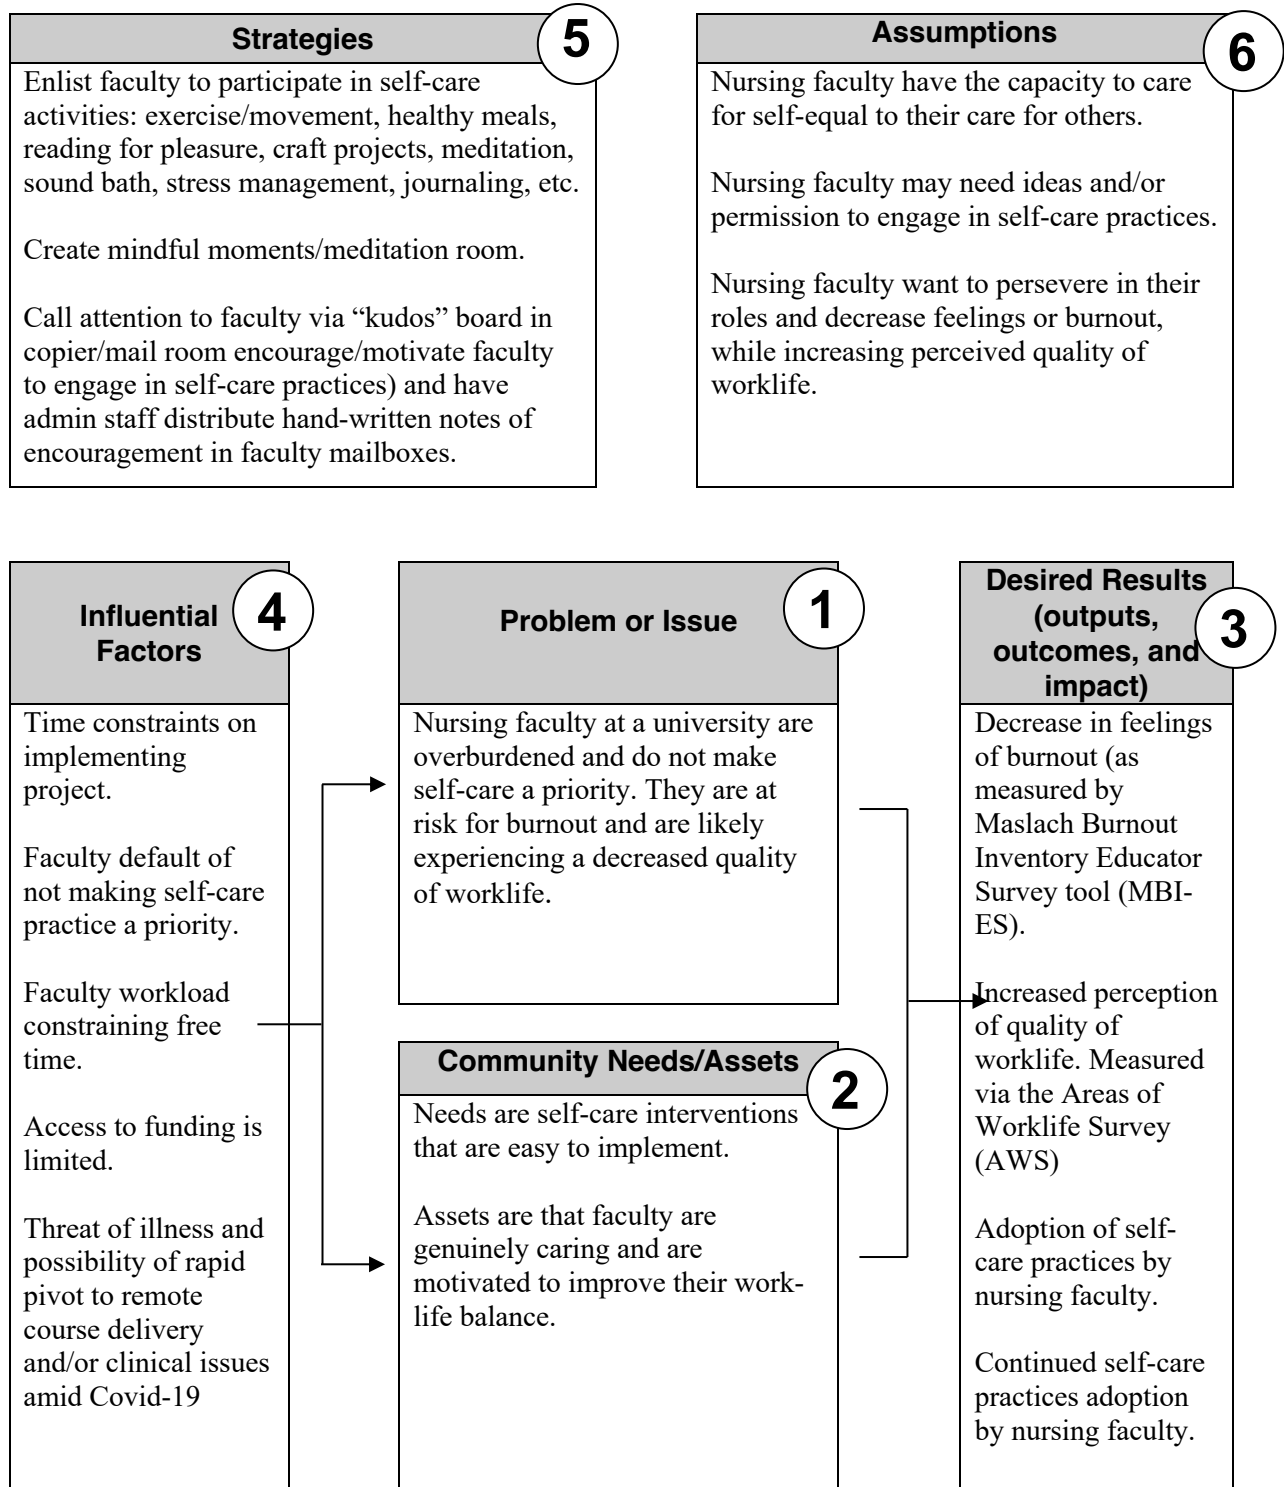 Strategies
5
Enlist faculty to participate in self-care
activities: exercise/movement, healthy meals,
reading for pleasure, craft projects, meditation,
sound bath, stress management, journaling, etc.
Create mindful moments/meditation room.
Call attention to faculty via “kudos” board in
copier/mail room encourage/motivate faculty
to engage in self-care practices) and have
admin staff distribute hand-written notes of
encouragement in faculty mailboxes.
Assumptions
6
Nursing faculty have the capacity to care
for self-equal to their care for others.
Nursing faculty may need ideas and/or
permission to engage in self-care practices.
Nursing faculty want to persevere in their
roles and decrease feelings or burnout,
while increasing perceived quality of
worklife.
Influential
Factors
4
Time constraints on
implementing
project.
Faculty default of
not making self-care
practice a priority.
Faculty workload
constraining free
time.
Access to funding is
limited.
Threat of illness and
possibility of rapid
pivot to remote
course delivery
and/or clinical issues
amid Covid-19
Problem or Issue
1
Nursing faculty at a university are
overburdened and do not make
self-care a priority. They are at
risk for burnout and are likely
experiencing a decreased quality
of worklife.
Community Needs/Assets
2
Needs are self-care interventions
that are easy to implement.
Assets are that faculty are
genuinely caring and are
motivated to improve their work-
life balance.
Desired Results
(outputs,
outcomes, and
impact)
3
Decrease in feelings
of burnout (as
measured by
Maslach Burnout
Inventory Educator
Survey tool (MBI-
ES).
Increased perception
of quality of
worklife. Measured
via the Areas of
Worklife Survey
(AWS)
Adoption of self-
care practices by
nursing faculty.
Continued self-care
practices adoption
by nursing faculty.